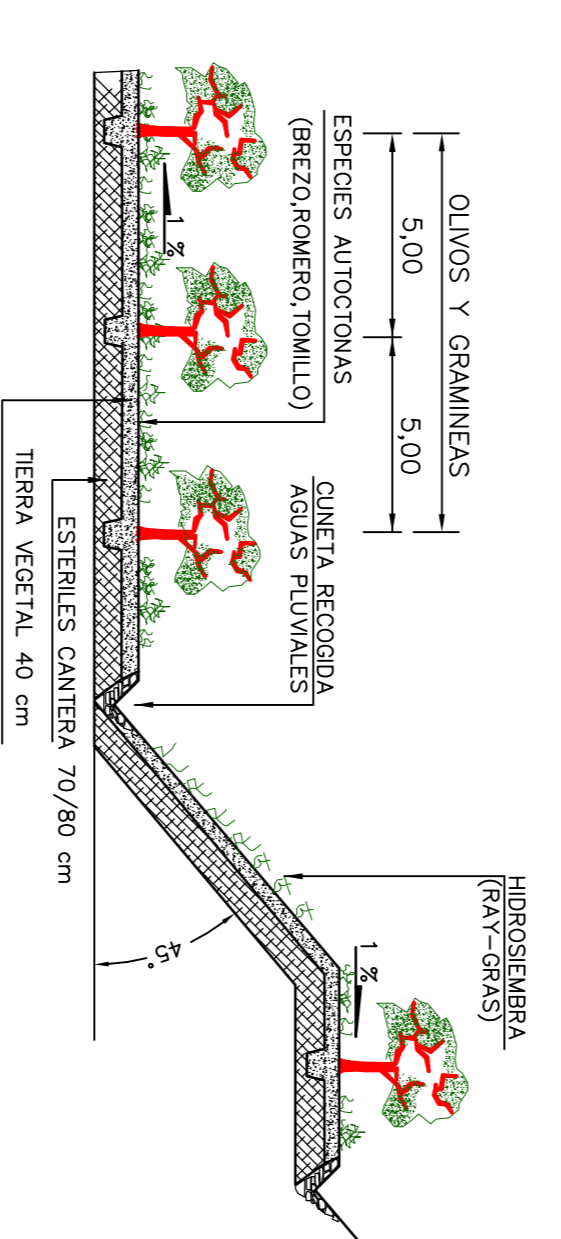 OLIVOS Y GRAMINEAS
5,00
5,00
ESPECIES AUTOCTONAS
(BREZO,ROMERO,TOMILLO)
CUNETA RECOGIDA
AGUAS PLUVIALES
HIDROSIEMBRA
(RAY-GRAS)
1 %
1 %
45°
ESTERILES CANTERA 70/80 cm
TIERRA VEGETAL 40 cm